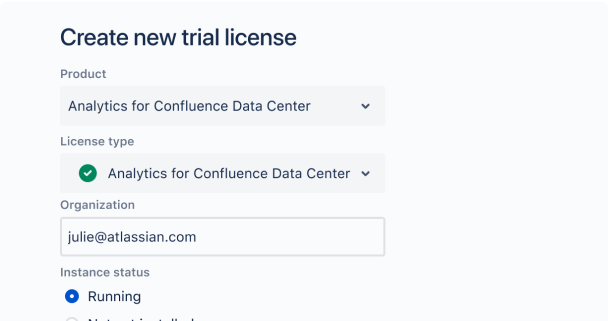 Create new trial license
Product
Analytics for Confluence Data Center
License type
Analytics for Confluence Data Center
Organization
julie@atlassian.com
Instance status
Running